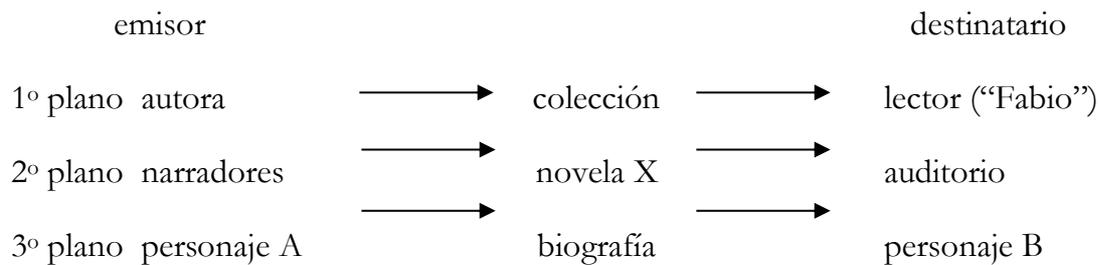 emisor destinatario
1º plano autora colección lector (“Fabio”)
2º plano narradores novela X auditorio
3º plano personaje A biografía personaje B